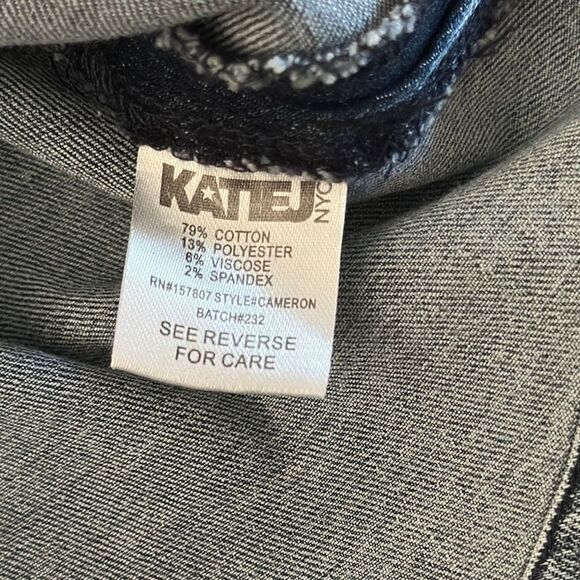 KATIEJ NYC
79% COTTON
13% POLYESTER
6% VISCOSE
2% SPANDEX
RN#157807 STYLE#CAMERON
BATCH#232
SEE REVERSE
FOR CARE